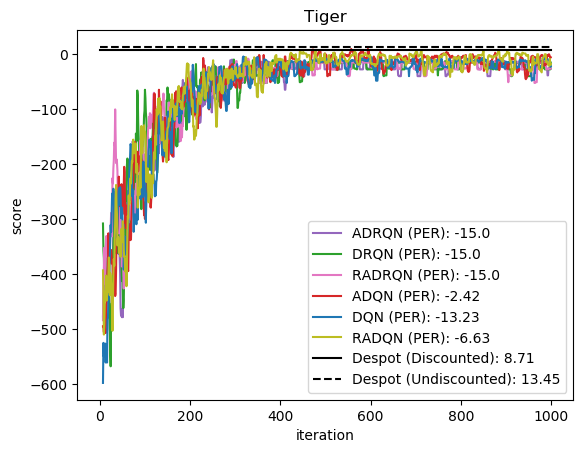 Tiger
0
−100
−200
−300
−400
−500
−600
score
ADRQN (PER): -15.0
DRQN (PER): -15.0
RADRQN (PER): -15.0
ADQN (PER): -2.42
DQN (PER): -13.23
RADQN (PER): -6.63
Despot (Discounted): 8.71
Despot (Undiscounted): 13.45
0 200 400 600 800 1000
iteration